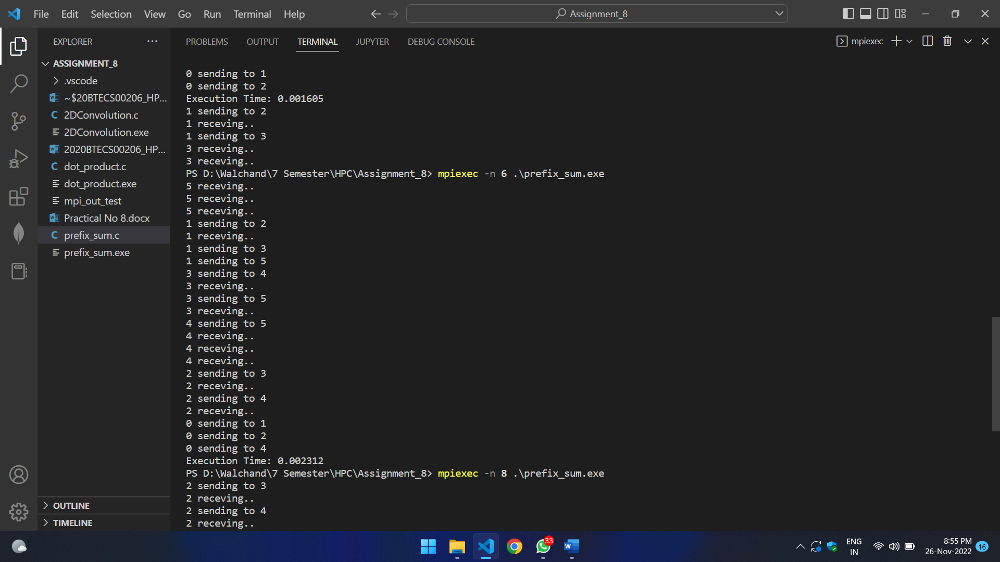 File Edit Selection View Go Run Terminal Help
Assignment_8
EXPLORER
ASSIGNMENT_8
.vscode
~$20BTECS00206_HP...
2DConvolution.c
2DConvolution.exe
2020BTECS00206_HP...
dot_product.c
dot_product.exe
mpi_out_test
Practical No 8.docx
prefix_sum.c
prefix_sum.exe
OUTLINE
TIMELINE
PROBLEMS OUTPUT TERMINAL JUPYTER DEBUG CONSOLE
mpiexec
0 sending to 1
0 sending to 2
Execution Time: 0.001605
1 sending to 2
1 receving..
1 sending to 3
3 receving..
3 receving..
PS D:\Walchand\7 Semester\HPC\Assignment_8> mpiexec -n 6 .\prefix_sum.exe
5 receving..
5 receving..
5 receving..
1 sending to 2
1 receving..
1 sending to 3
1 sending to 5
3 sending to 4
3 receving..
3 sending to 5
3 receving..
4 sending to 5
4 receving..
4 receving..
4 receving..
2 sending to 3
2 receving..
2 sending to 4
2 receving..
0 sending to 1
0 sending to 2
0 sending to 4
Execution Time: 0.002312
PS D:\Walchand\7 Semester\HPC\Assignment_8> mpiexec -n 8 .\prefix_sum.exe
2 sending to 3
2 receving..
2 sending to 4
2 receving..
33
ENG
IN
8:55 PM
26-Nov-2022
16